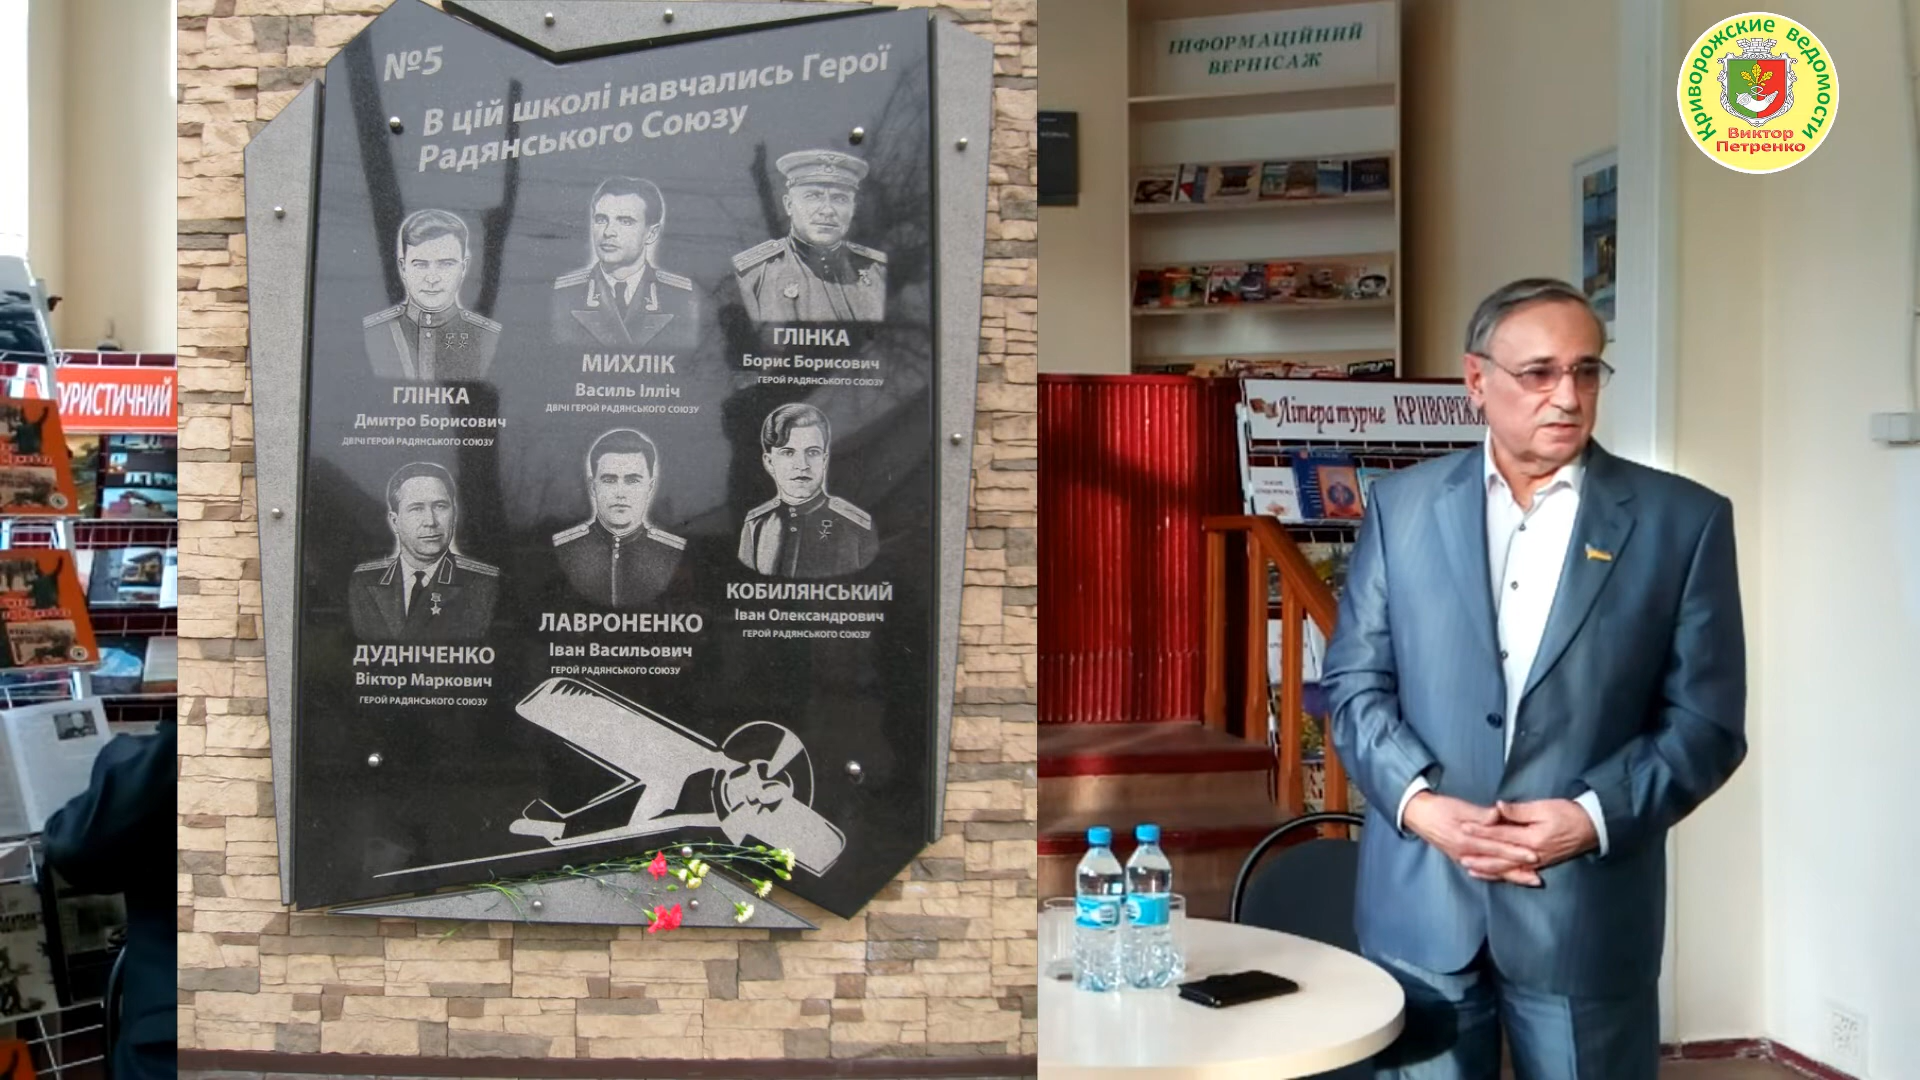 №5
В цій школі навчались Герої
Радянського Союзу
ГЛІНКА
Дмитро Борисович
ДВІЧІ ГЕРОЙ РАДЯНСЬКОГО СОЮЗУ
МИХЛІК
Василь Ілліч
ДВІЧІ ГЕРОЙ РАДЯНСЬКОГО СОЮЗУ
ГЛІНКА
Борис Борисович
ГЕРОЙ РАДЯНСЬКОГО СОЮЗУ
ДУДНІЧЕНКО
Віктор Маркович
ГЕРОЙ РАДЯНСЬКОГО СОЮЗУ
ЛАВРОНЕНКО
Іван Васильович
ГЕРОЙ РАДЯНСЬКОГО СОЮЗУ
КОБИЛЯНСЬКИЙ
Іван Олександрович
ГЕРОЙ РАДЯНСЬКОГО СОЮЗУ
ТУРИСТИЧНИЙ
ІНФОРМАЦІЙНИЙ
ВЕРНІСАЖ
Літературне КРИВОРІЖ
Криворожские ведомости
Виктор
Петренко